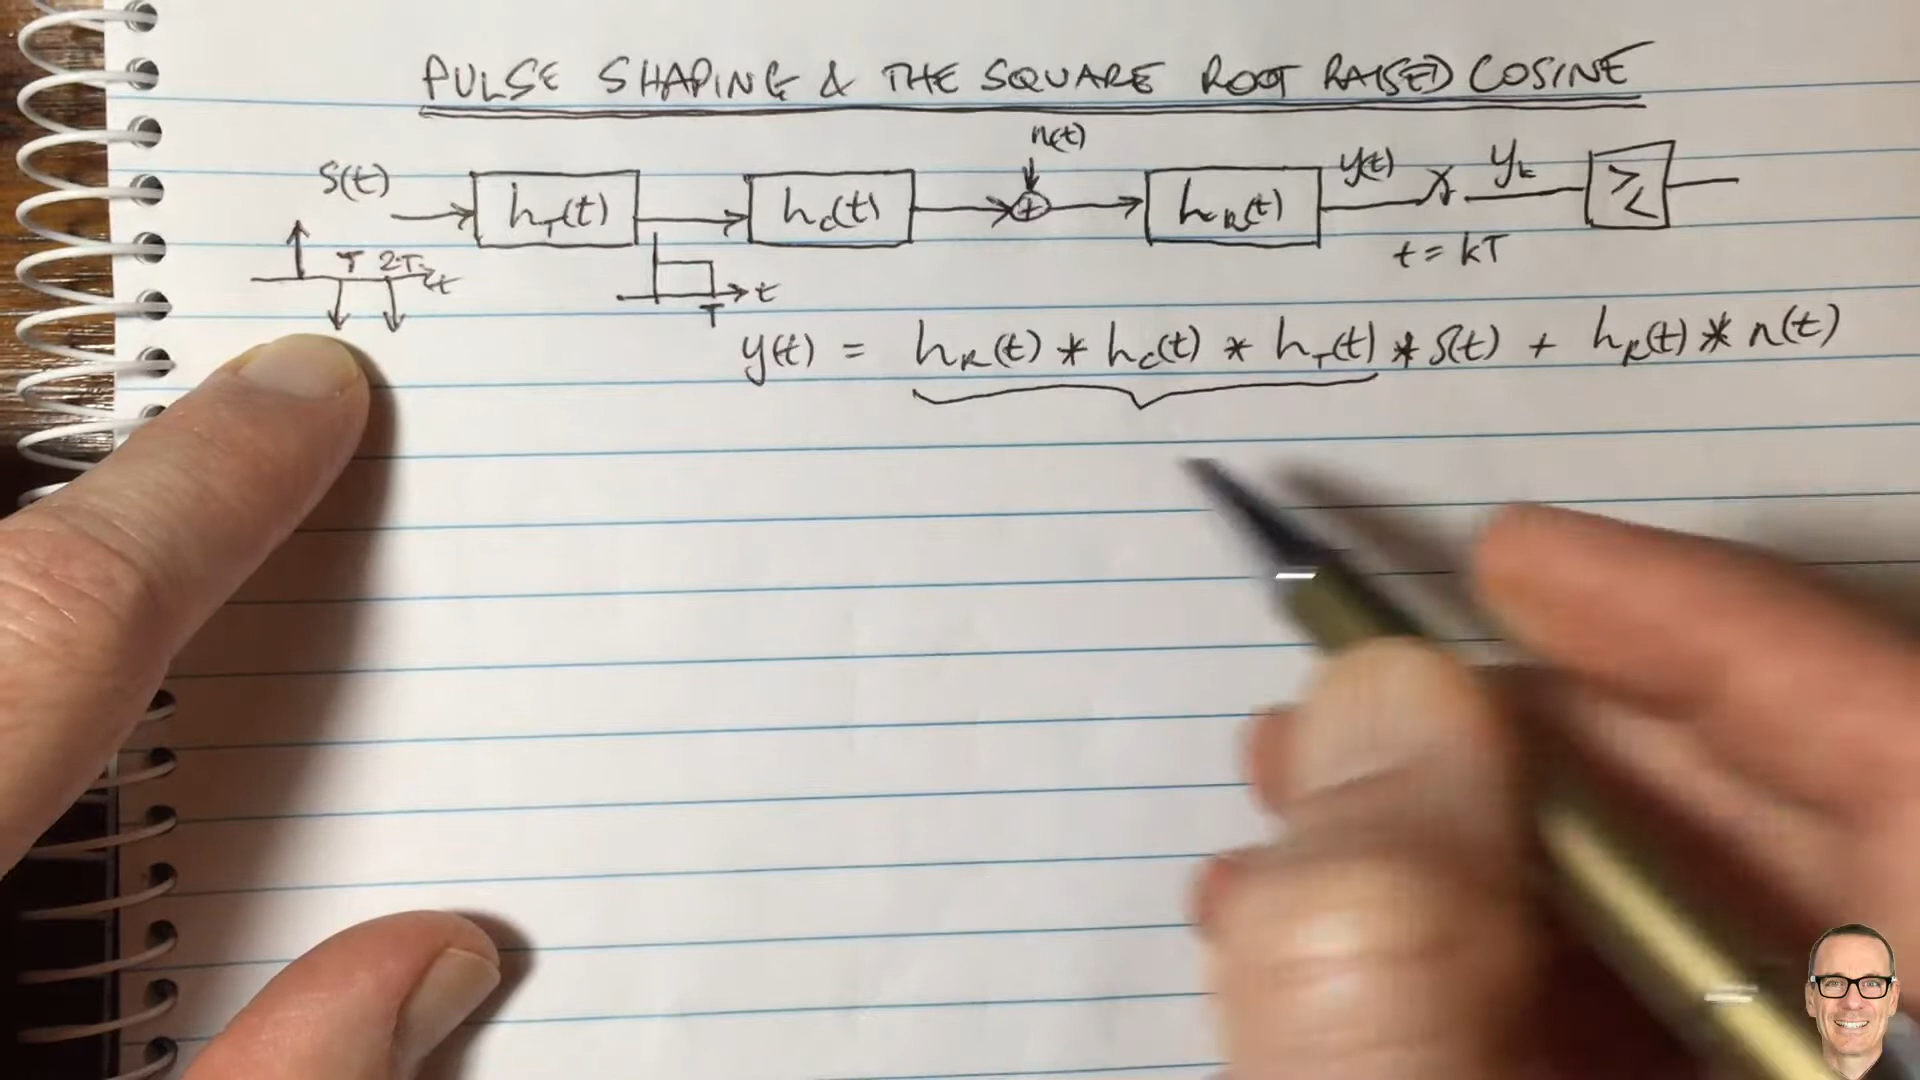 PULSE SHAPING & THE SQUARE ROOT RAISED COSINE
n(t)
S(t) h_T(t) h_c(t) + h_R(t) y(t) y_k ≷
T 2T t t = kT
t
T
y(t) = h_R(t) * h_c(t) * h_T(t) * S(t) + h_R(t) * n(t)